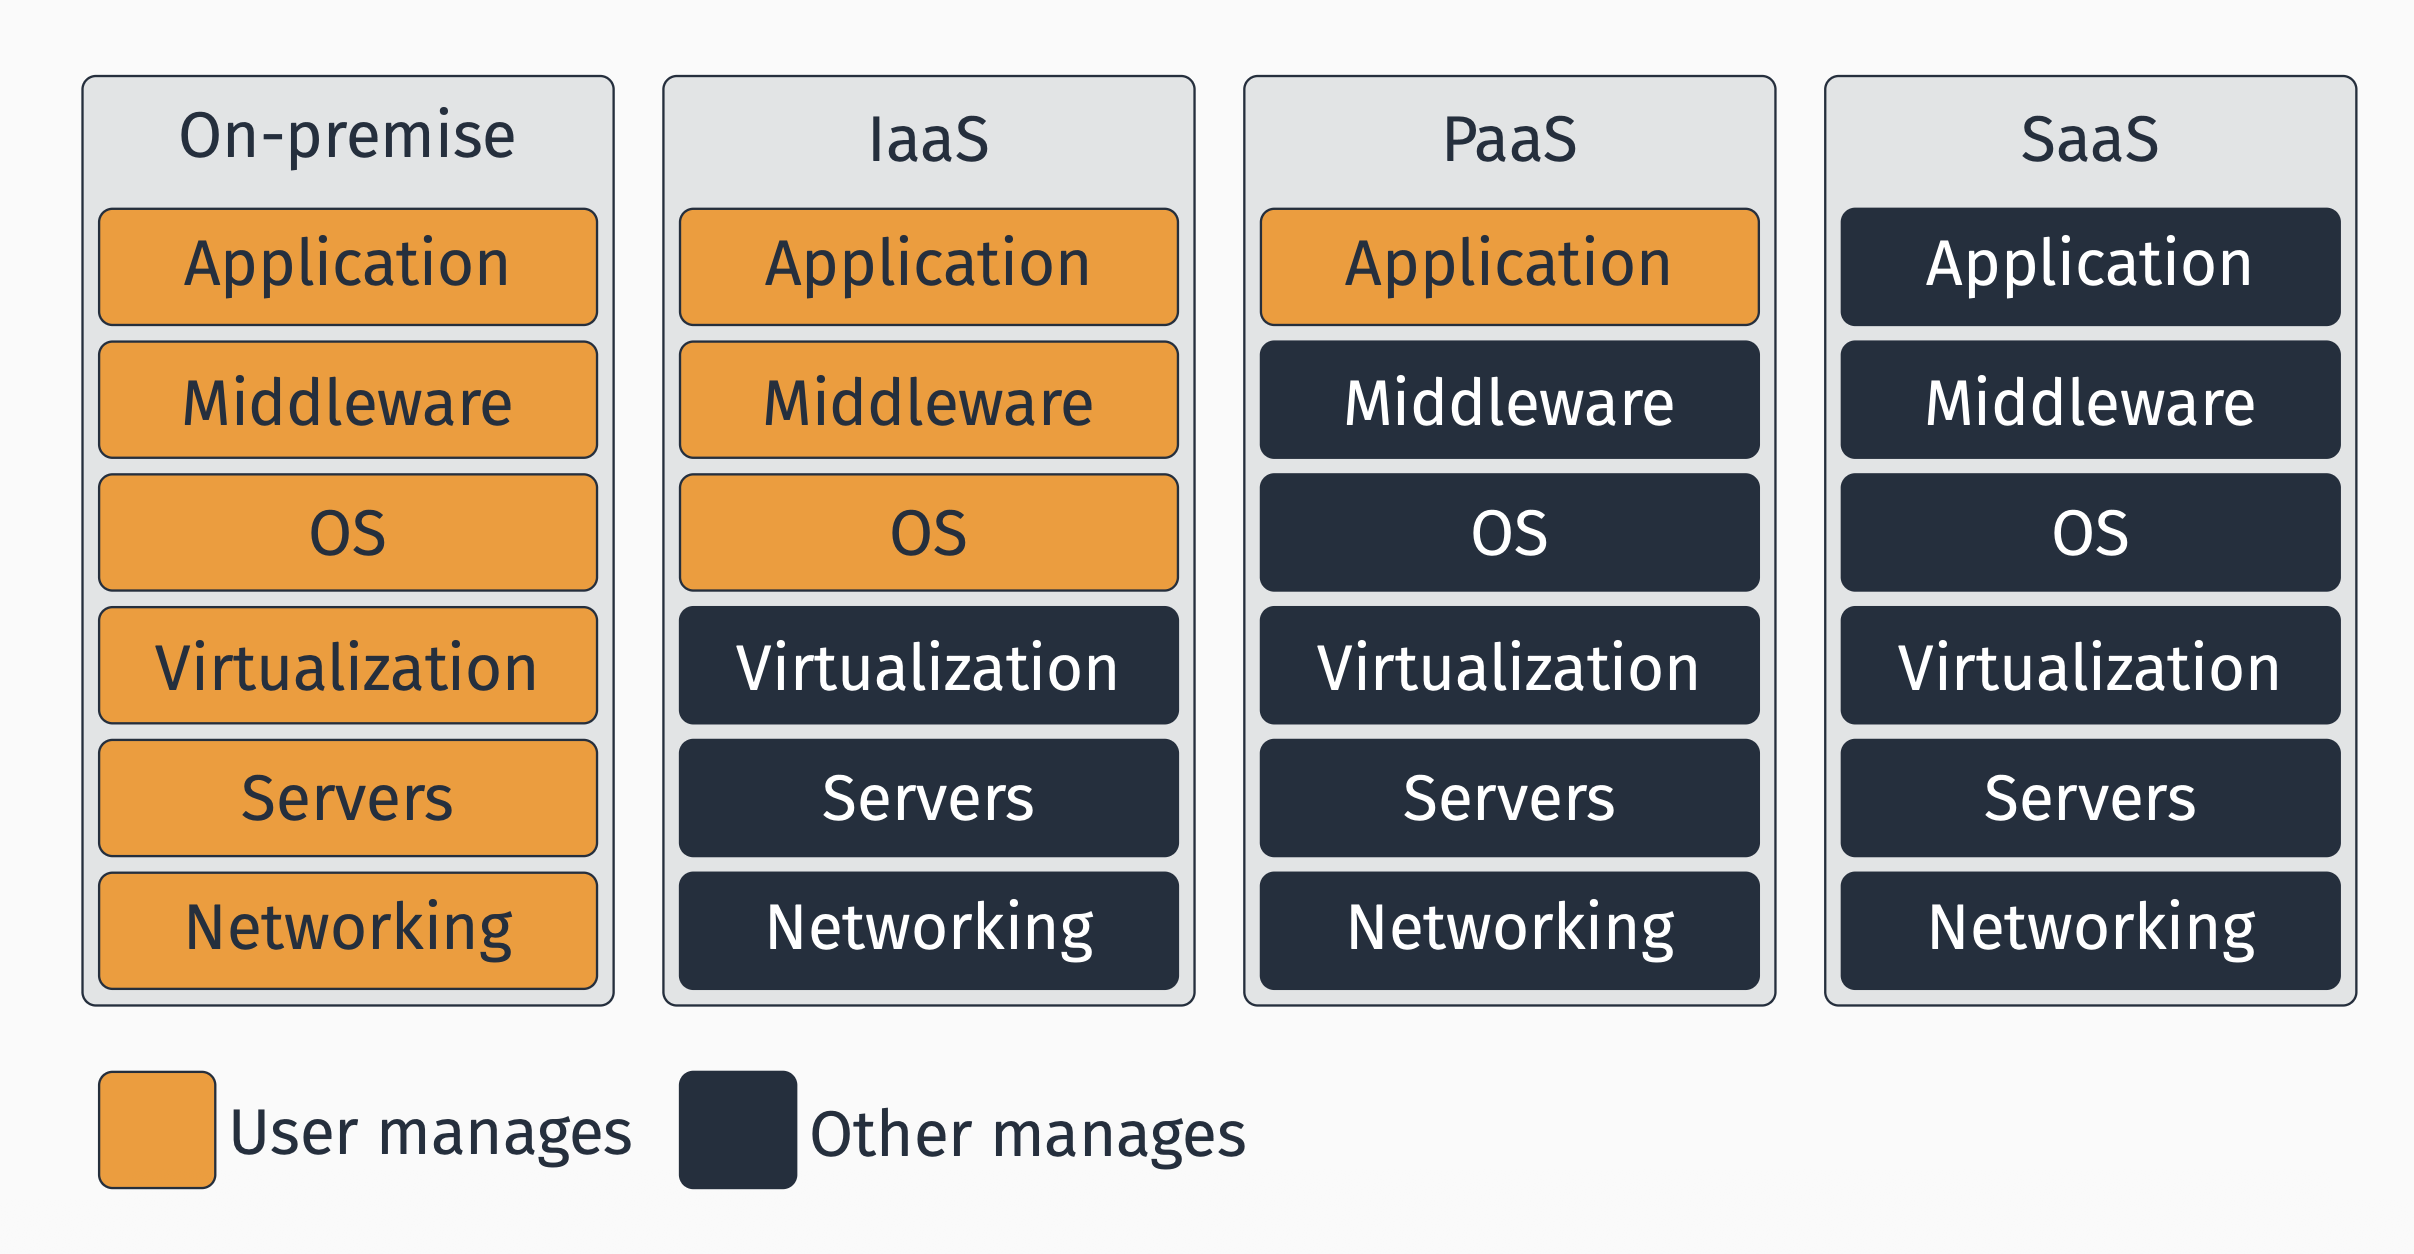 On-premise
Application
Middleware
OS
Virtualization
Servers
Networking
IaaS
Application
Middleware
OS
Virtualization
Servers
Networking
PaaS
Application
Middleware
OS
Virtualization
Servers
Networking
SaaS
Application
Middleware
OS
Virtualization
Servers
Networking
User manages
Other manages